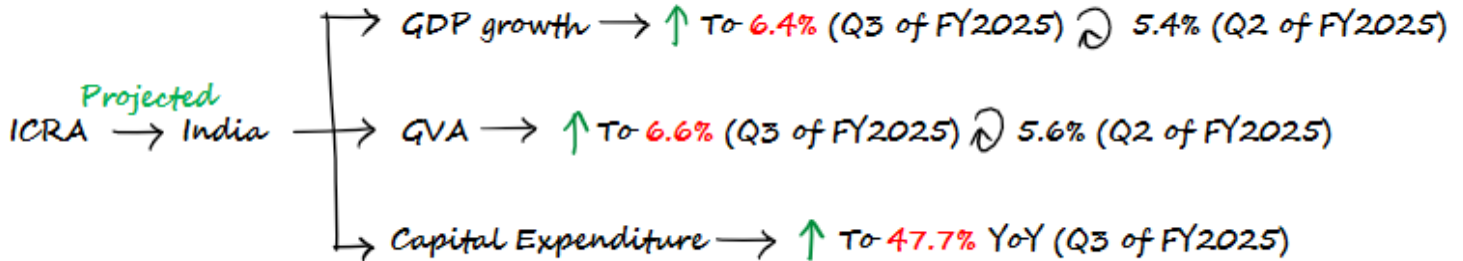 GDP growth → ↑ To 6.4% (Q3 of FY2025) 5.4% (Q2 of FY2025)
Projected
ICRA → India → GVA → ↑ To 6.6% (Q3 of FY2025) 5.6% (Q2 of FY2025)
Capital Expenditure → ↑ To 47.7% YoY (Q3 of FY2025)